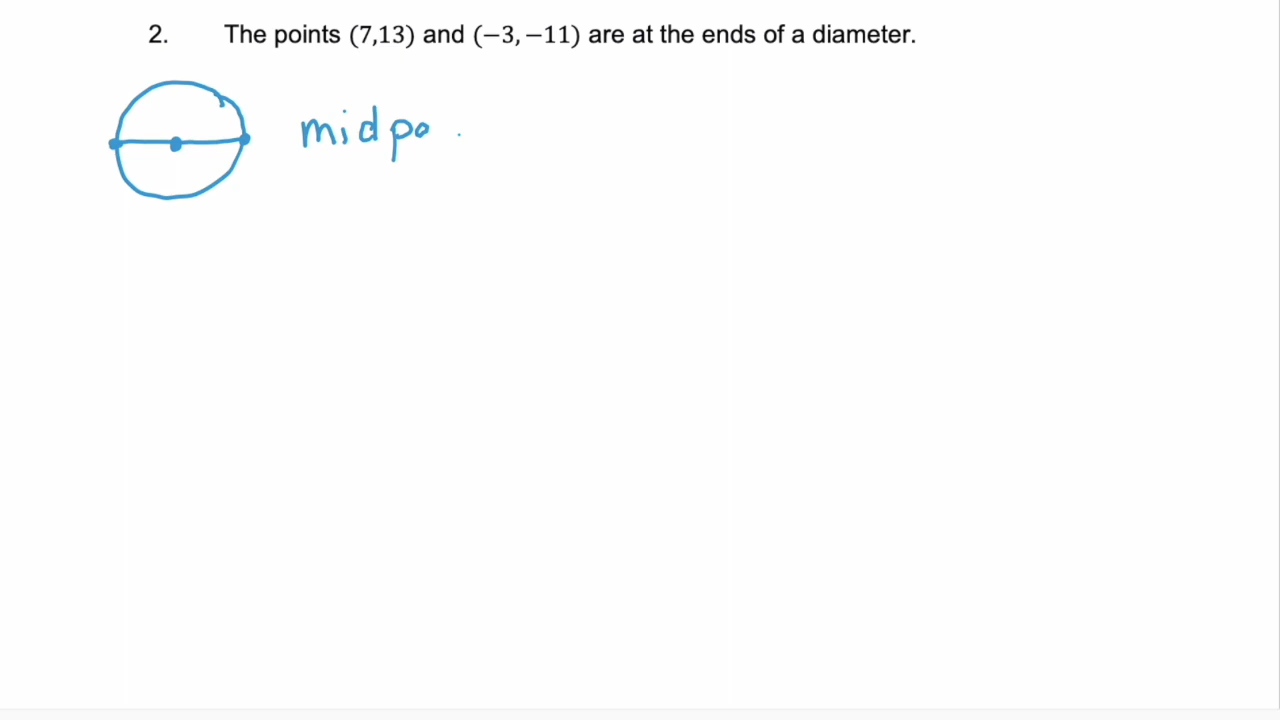 2. The points (7,13) and (−3, −11) are at the ends of a diameter.
midpo